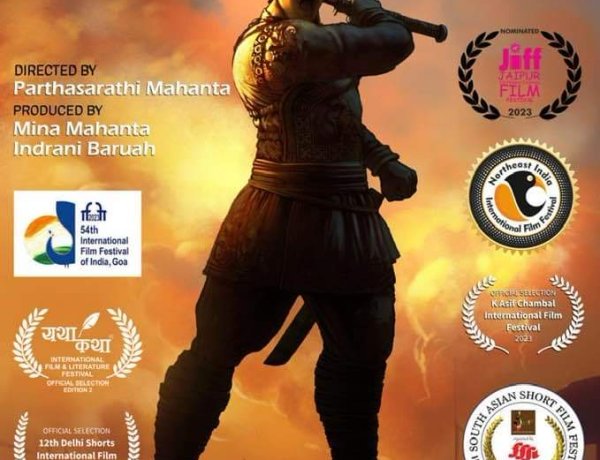 DIRECTED BY
Parthasarathi Mahanta
PRODUCED BY
Mina Mahanta
Indrani Baruah
54th
International
Film Festival
of India, Goa
यथा
कथा
INTERNATIONAL
FILM & LITERATURE
FESTIVAL
OFFICIAL SELECTION
EDITION 2
OFFICIAL SELECTION
12th Delhi Shorts
International Film
NOMINATED
Jiff
JAIPUR
FILM
FESTIVAL
2023
Northeast India
International Film Festival
OFFICIAL SELECTION
K Asif Chambal
International Film
Festival
2023
SOUTH ASIAN SHORT FILM FES